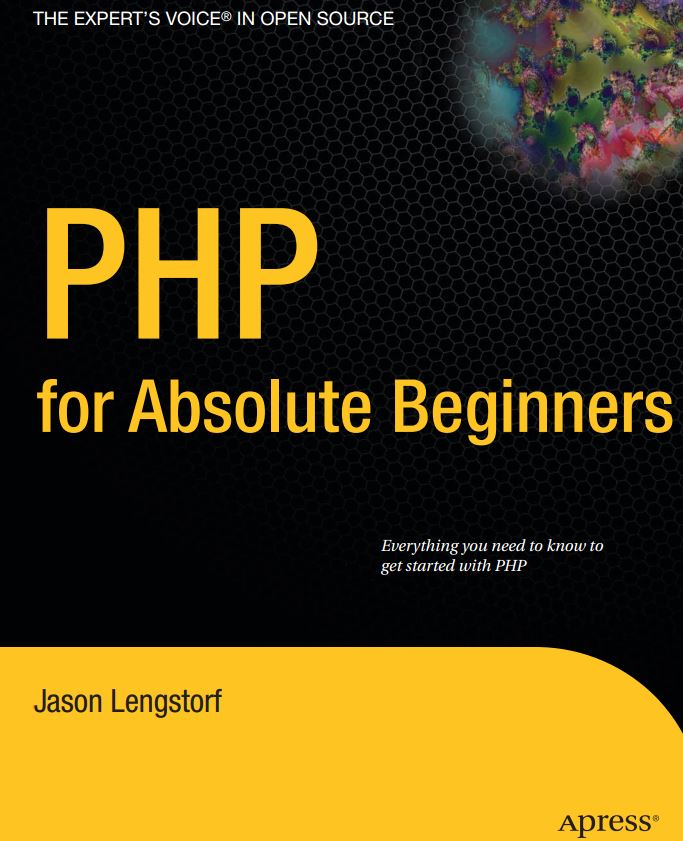 THE EXPERT'S VOICE® IN OPEN SOURCE
PHP
for Absolute Beginners
Everything you need to know to
get started with PHP
Jason Lengstorf
Apress®